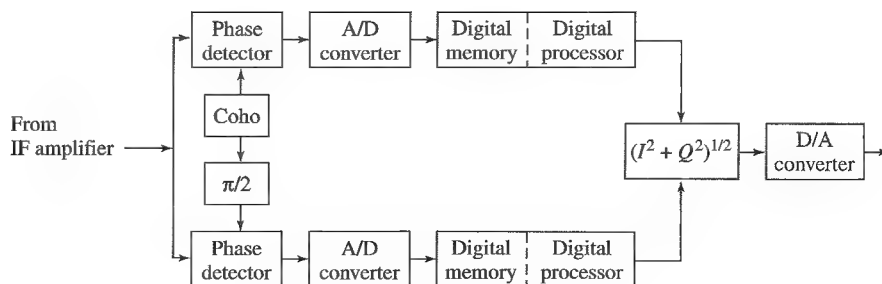 Phase
detector
A/D
converter
Digital
memory
Digital
processor
Coho
From
IF amplifier
(I² + Q²)¹/²
D/A
converter
π/2
Phase
detector
A/D
converter
Digital
memory
Digital
processor